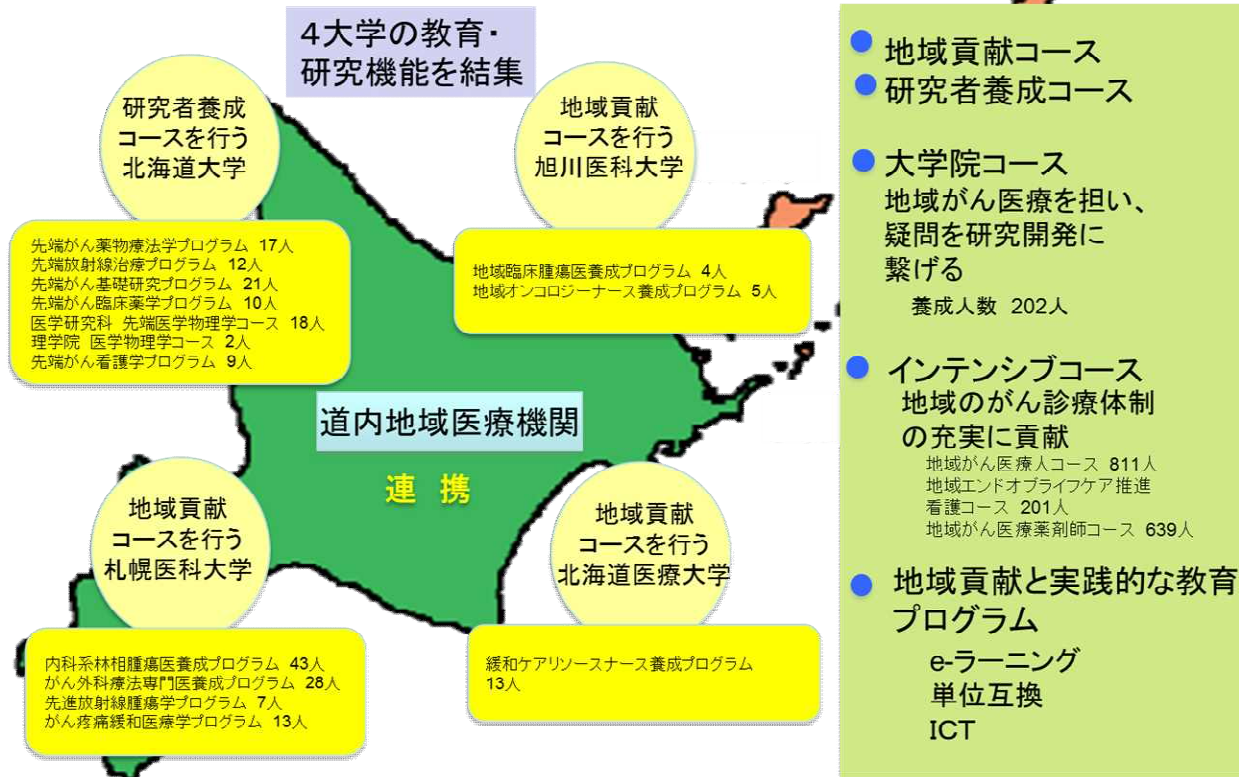 4大学の教育・
研究機能を結集
研究者養成
コースを行う
北海道大学
先端がん薬物療法学プログラム 17人
先端放射線治療プログラム 12人
先端がん基礎研究プログラム 21人
先端がん臨床薬学プログラム 10人
医学研究科 先端医学物理学コース 18人
理学院 医学物理学コース 2人
先端がん看護学プログラム 9人
地域貢献
コースを行う
旭川医科大学
地域臨床腫瘍医養成プログラム 4人
地域オンコロジーナース養成プログラム 5人
道内地域医療機関
連 携
地域貢献
コースを行う
札幌医科大学
内科系林相腫瘍医養成プログラム 43人
がん外科療法専門医養成プログラム 28人
先進放射線腫瘍学プログラム 7人
がん疼痛緩和医療学プログラム 13人
地域貢献
コースを行う
北海道医療大学
緩和ケアリソースナース養成プログラム
13人
● 地域貢献コース
● 研究者養成コース
● 大学院コース
地域がん医療を担い、
疑問を研究開発に
繋げる
養成人数 202人
● インテンシブコース
地域のがん診療体制
の充実に貢献
地域がん医療人コース 811人
地域エンドオブライフケア推進
看護コース 201人
地域がん医療薬剤師コース 639人
● 地域貢献と実践的な教育
プログラム
e-ラーニング
単位互換
ICT